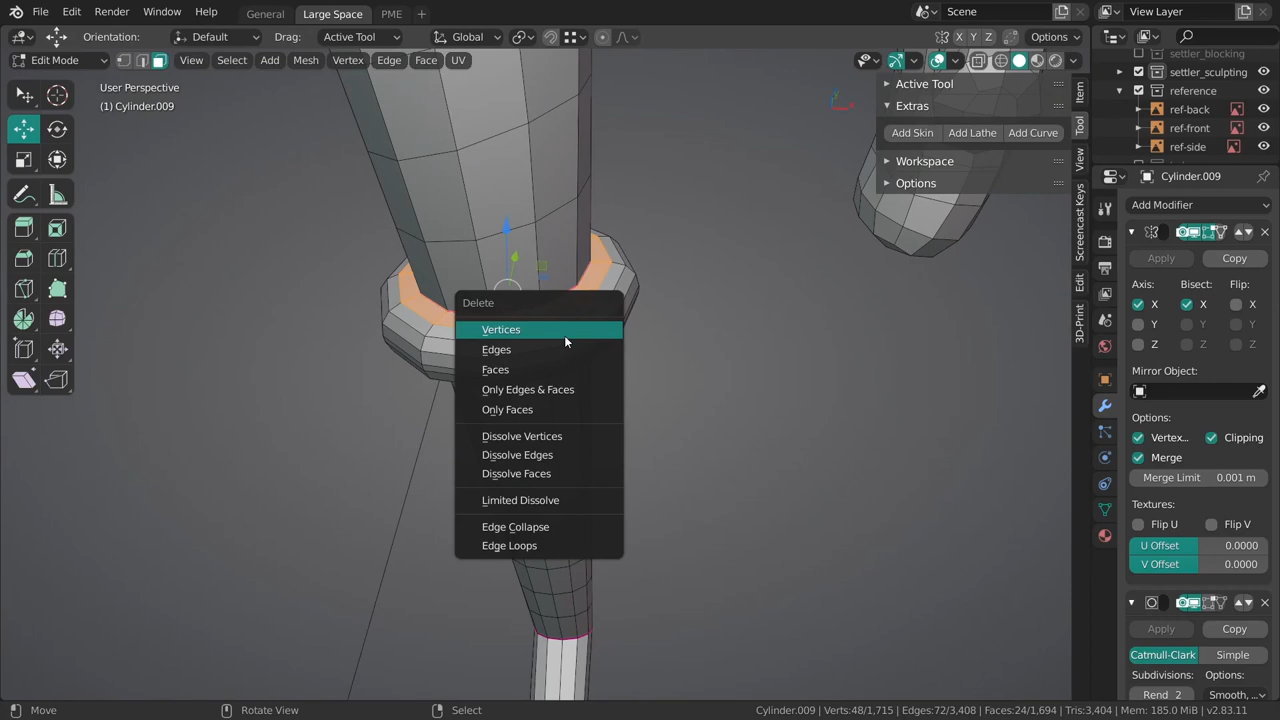 File Edit Render Window Help General Large Space PME + Scene View Layer
Orientation: Default Drag: Active Tool Global X Y Z Options
Edit Mode View Select Add Mesh Vertex Edge Face UV
User Perspective
(1) Cylinder.009
Active Tool
Extras
Add Skin Add Lathe Add Curve
Workspace
Options
Item
Tool
View
Screencast Keys
Edit
3D-Print
settler_blocking
settler_sculpting
reference
ref-back
ref-front
ref-side
Cylinder.009
Add Modifier
Apply Copy
Axis: Bisect: Flip:
X X X
Y Y Y
Z Z Z
Mirror Object:
Options:
Vertex... Clipping
Merge
Merge Limit 0.001 m
Textures:
Flip U Flip V
U Offset 0.0000
V Offset 0.0000
Apply Copy
Catmull-Clark Simple
Subdivisions: Options:
Rend 2 Smooth,...
Delete
Vertices
Edges
Faces
Only Edges & Faces
Only Faces
Dissolve Vertices
Dissolve Edges
Dissolve Faces
Limited Dissolve
Edge Collapse
Edge Loops
Move Rotate View Select Cylinder.009 | Verts:48/1,715 | Edges:72/3,408 | Faces:24/1,694 | Tris:3,404 | Mem: 185.0 MiB | v2.83.11